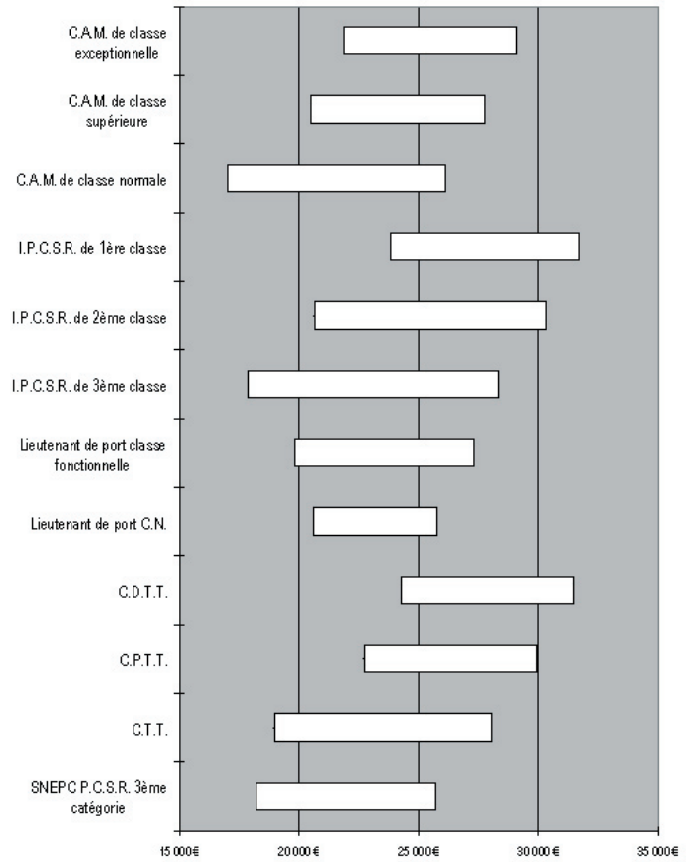 C.A.M. de classe
exceptionnelle
C.A.M. de classe
supérieure
C.A.M. de classe normale
I.P.C.S.R. de 1ère classe
I.P.C.S.R. de 2ème classe
I.P.C.S.R. de 3ème classe
Lieutenant de port classe
fonctionnelle
Lieutenant de port C.N.
C.D.T.T.
C.P.T.T.
C.T.T.
SNEPC P.C.S.R. 3ème
catégorie
15 000€ 20 000€ 25 000€ 30 000€ 35 000€